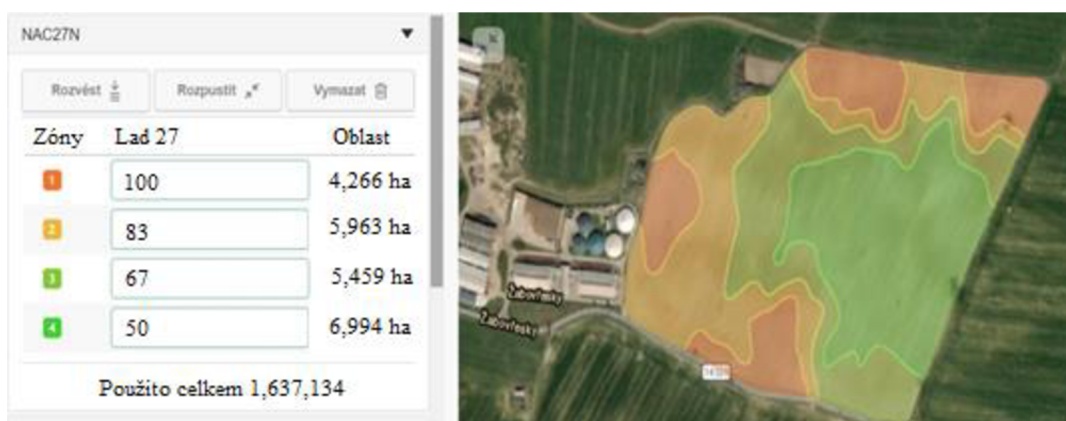 NAC27N
Rozvést Rozpustit Vymazat
Zóny Lad 27 Oblast
1 100 4,266 ha
2 83 5,963 ha
3 67 5,459 ha
4 50 6,994 ha
Použito celkem 1,637,134
Žabovřesky
Žabovřesky